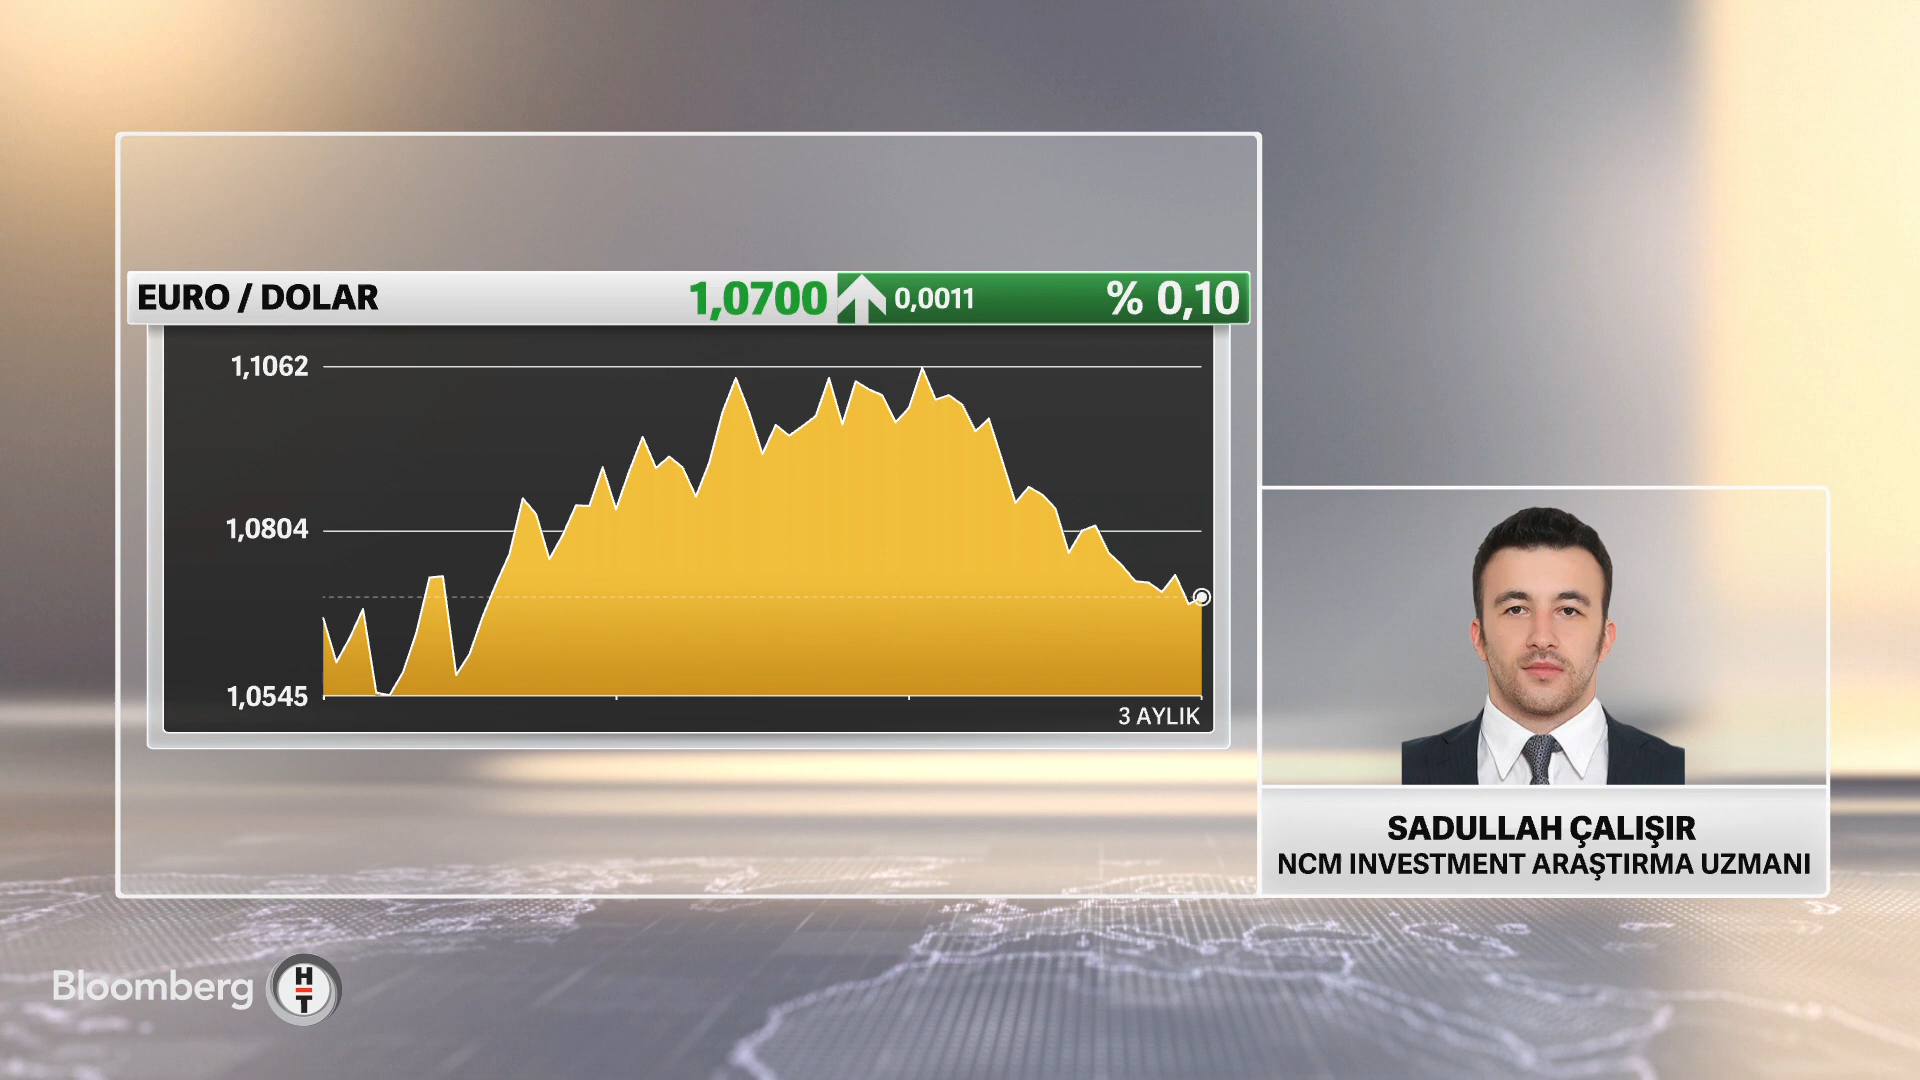 EURO / DOLAR 1,0700 0,0011 % 0,10
1,1062
1,0804
1,0545
3 AYLIK
SADULLAH ÇALIŞIR
NCM INVESTMENT ARAŞTIRMA UZMANI
Bloomberg HT